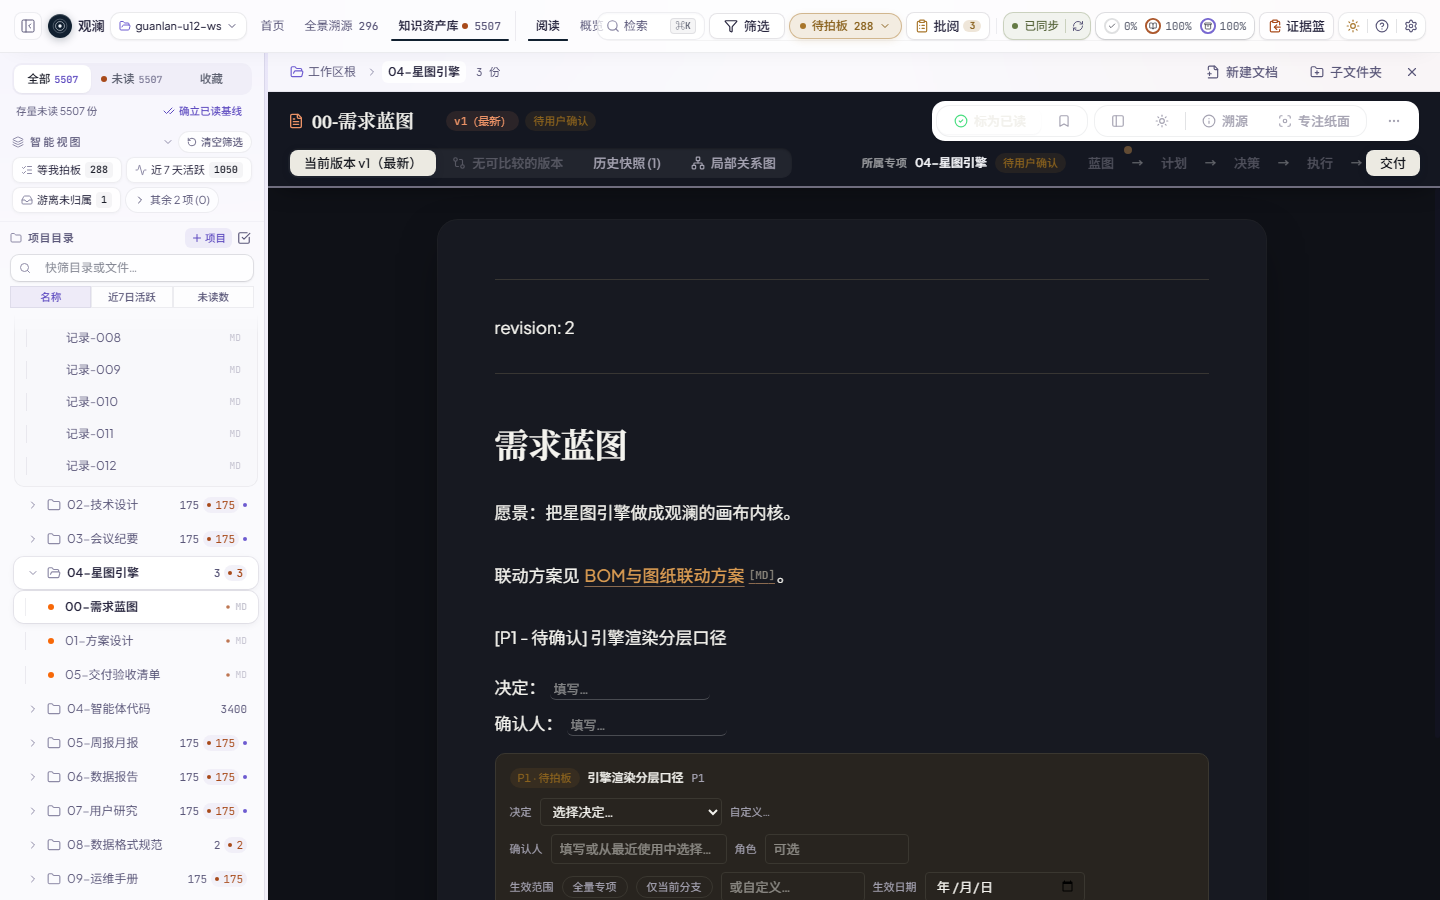 观澜 guanlan-u12-ws 首页 全景溯源 296 知识资产库 5507 阅读 概览 检索 ⌘K 筛选 待拍板 288 批阅 3 已同步 0% 100% 100% 证据篮
全部 5507 未读 5507 收藏
存量未读 5507 份 确立已读基线
智能视图 清空筛选
等我拍板 288 近 7 天活跃 1050
游离未归属 1 其余 2 项 (0)
项目目录 + 项目
快筛目录或文件...
名称 近7日活跃 未读数
记录-008 MD
记录-009 MD
记录-010 MD
记录-011 MD
记录-012 MD
02-技术设计 175 175
03-会议纪要 175 175
04-星图引擎 3 3
00-需求蓝图 MD
01-方案设计 MD
05-交付验收清单 MD
04-智能体代码 3400
05-周报月报 175 175
06-数据报告 175 175
07-用户研究 175 175
08-数据格式规范 2 2
09-运维手册 175 175
工作区根 04-星图引擎 3 份 新建文档 子文件夹
00-需求蓝图 v1（最新） 待用户确认 标为已读 溯源 专注纸面
当前版本 v1（最新） 无可比较的版本 历史快照 (1) 局部关系图 所属专项 04-星图引擎 待用户确认 蓝图 → 计划 → 决策 → 执行 → 交付
revision: 2
需求蓝图
愿景：把星图引擎做成观澜的画布内核。
联动方案见 BOM与图纸联动方案 [MD]。
[P1 - 待确认] 引擎渲染分层口径
决定： 填写...
确认人： 填写...
P1 · 待拍板 引擎渲染分层口径 P1
决定 选择决定... 自定义...
确认人 填写或从最近使用中选择... 角色 可选
生效范围 全量专项 仅当前分支 或自定义... 生效日期 年 /月/日